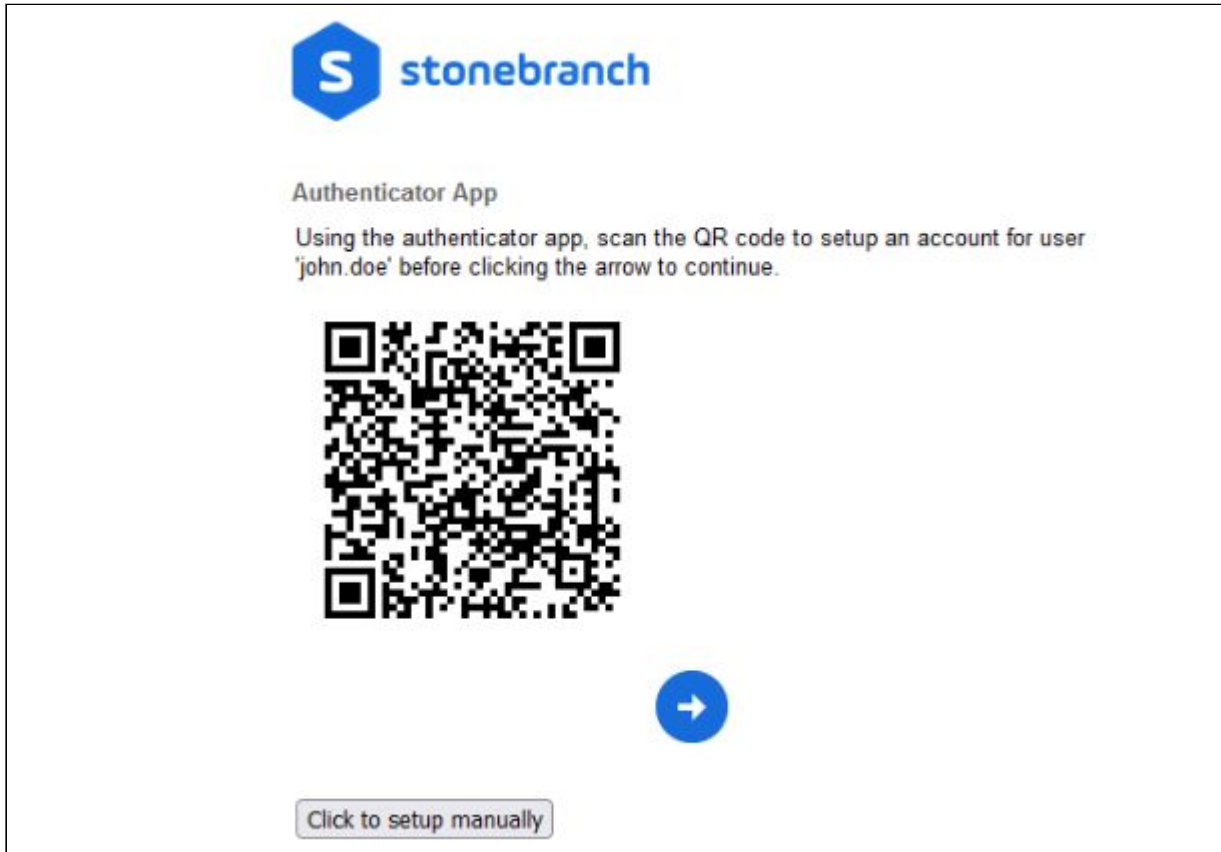 S stonebranch
Authenticator App
Using the authenticator app, scan the QR code to setup an account for user
'john.doe' before clicking the arrow to continue.
Click to setup manually